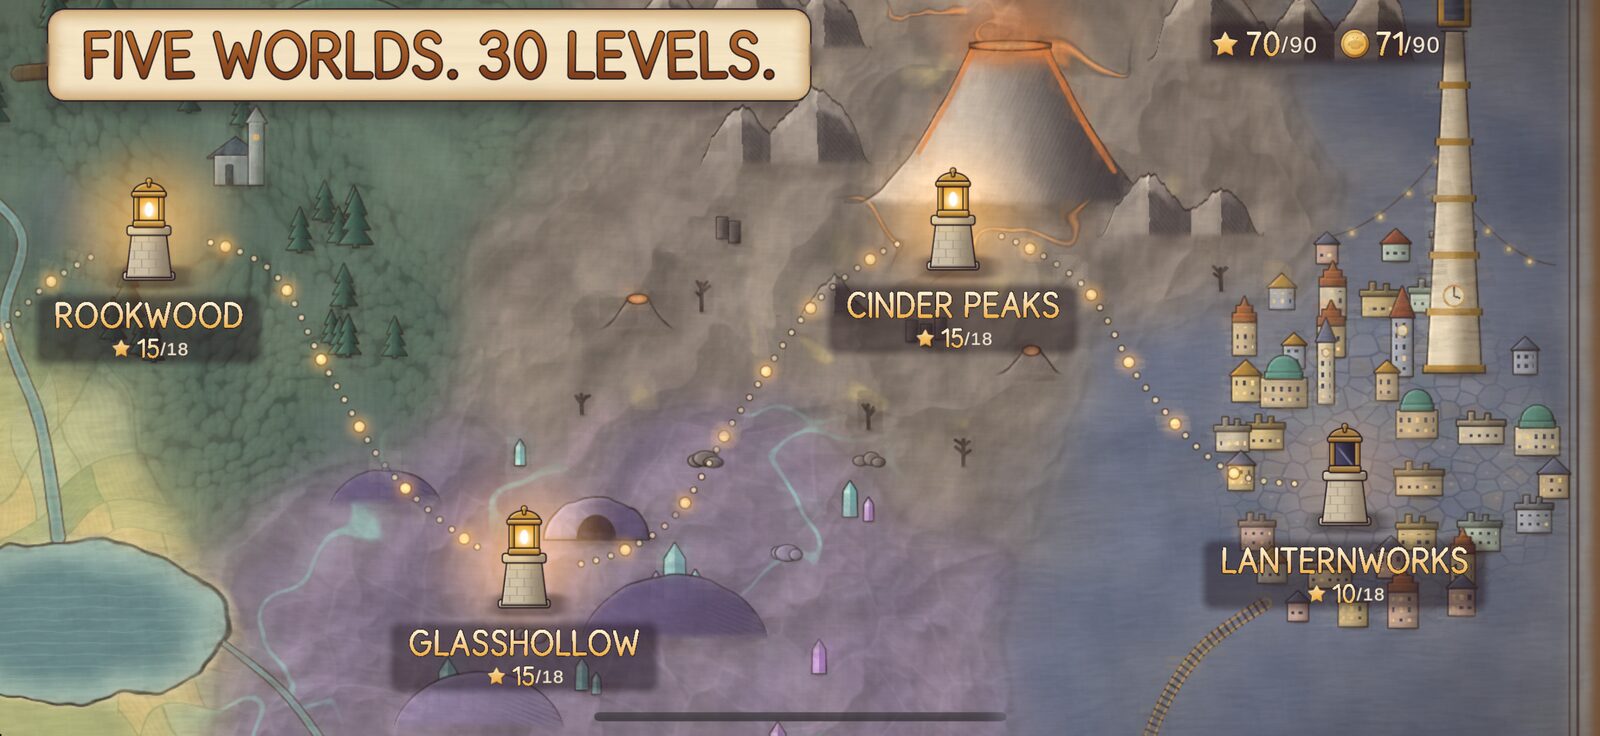 FIVE WORLDS. 30 LEVELS.
70/90 71/90
ROOKWOOD
15/18
CINDER PEAKS
15/18
LANTERNWORKS
10/18
GLASSHOLLOW
15/18